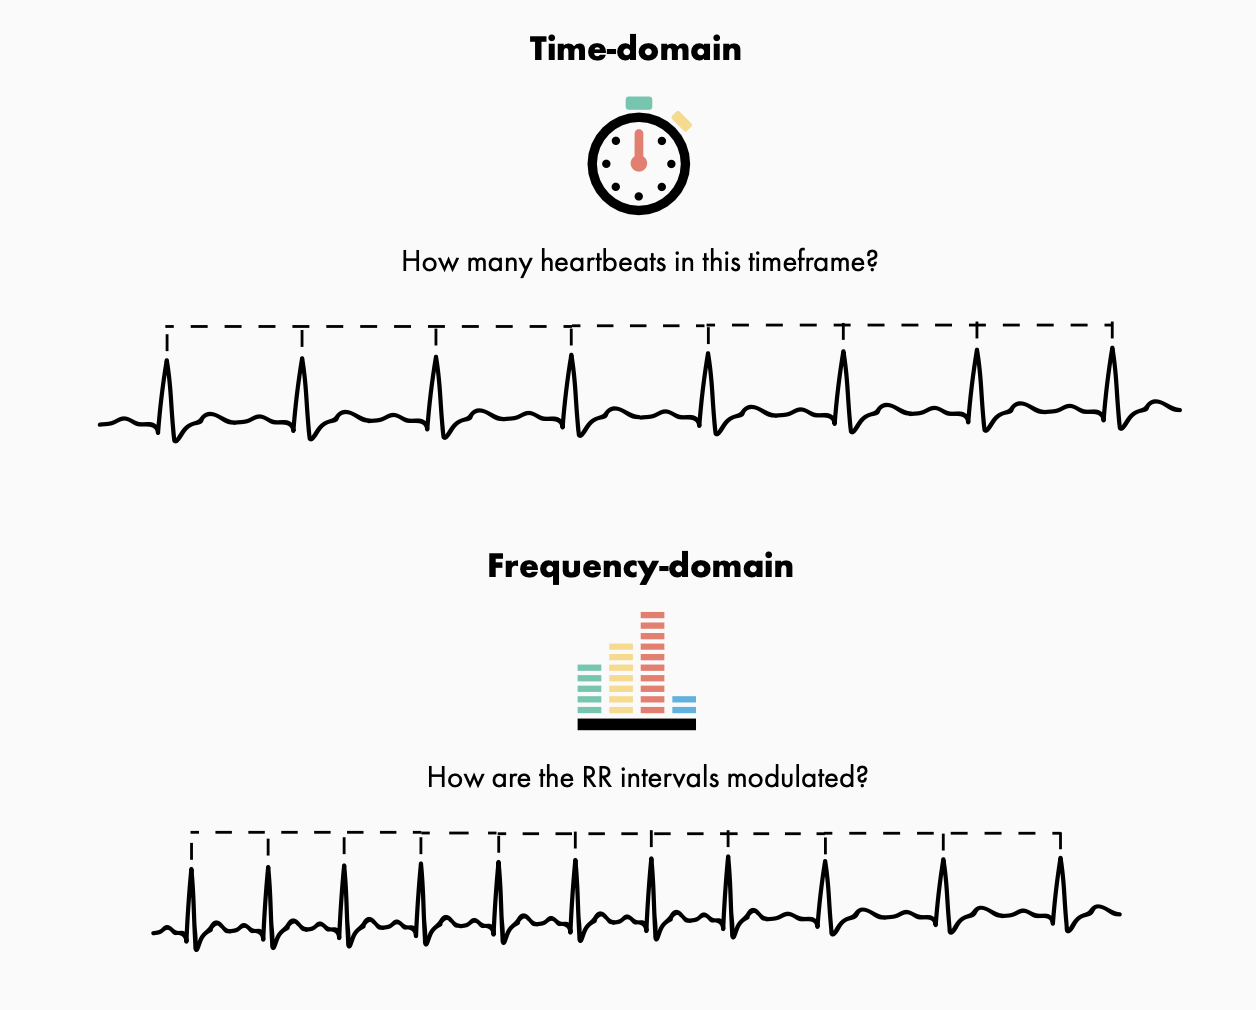 Time-domain
How many heartbeats in this timeframe?
Frequency-domain
How are the RR intervals modulated?